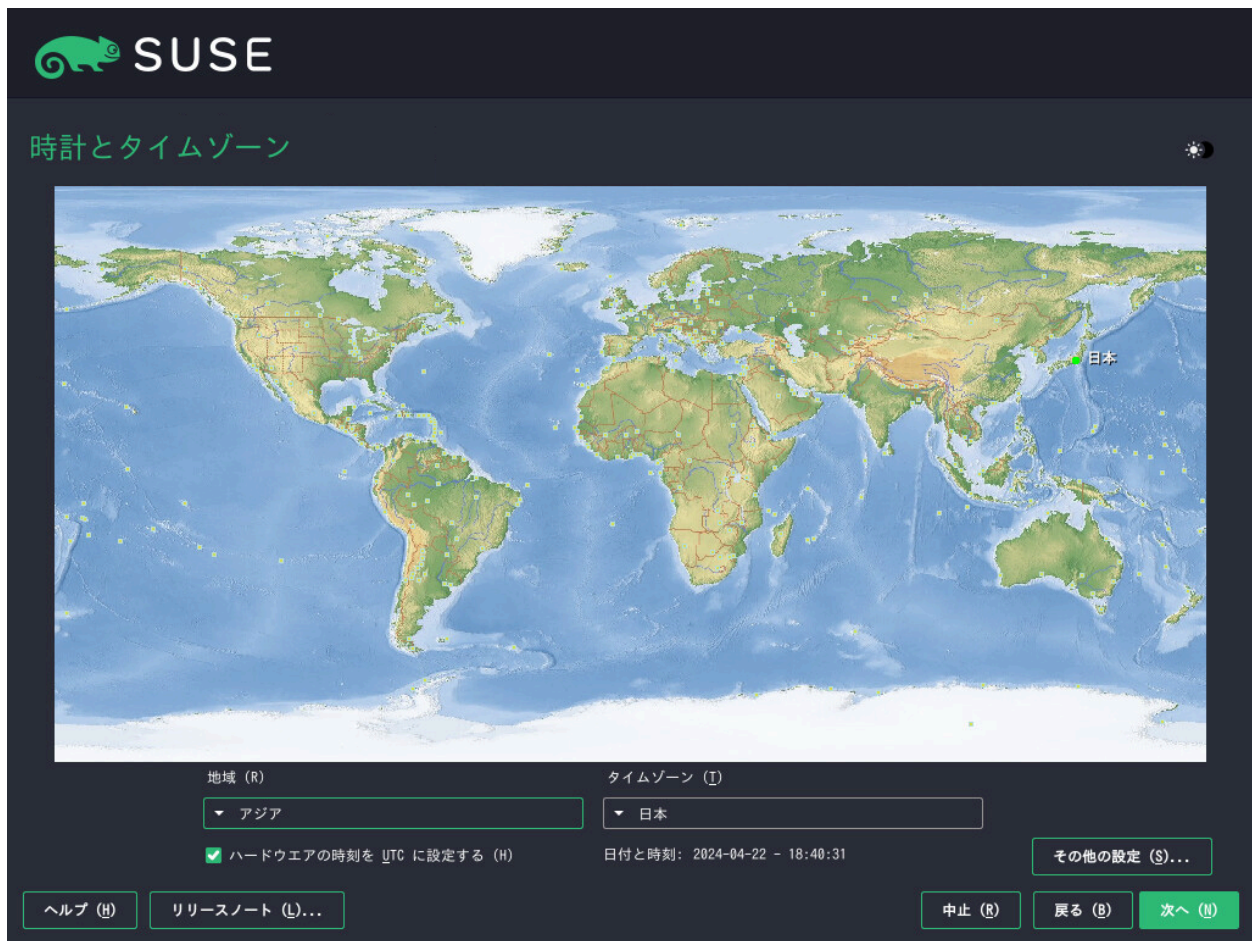 SUSE
時計とタイムゾーン
日本
地域 (R)
タイムゾーン (T)
アジア
日本
ハードウエアの時刻を UTC に設定する (H)
日付と時刻: 2024-04-22 - 18:40:31
その他の設定 (S)...
ヘルプ (H)
リリースノート (L)...
中止 (R)
戻る (B)
次へ (N)